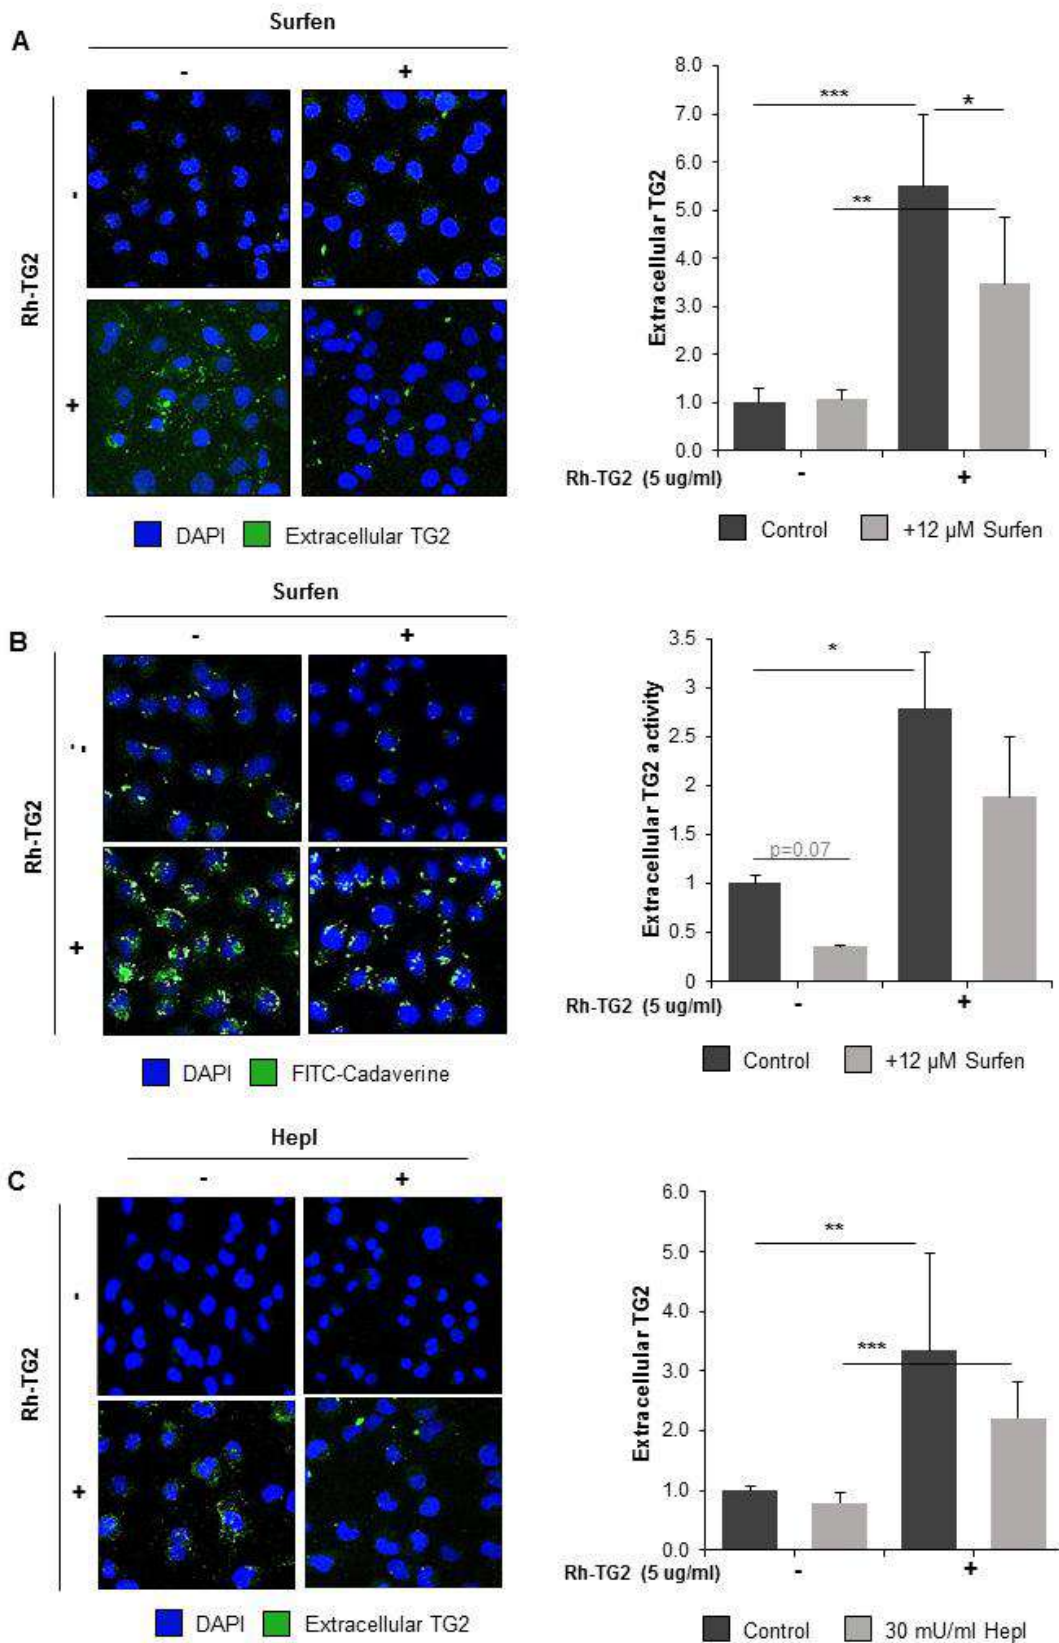 A
Surfen
-
+
Rh-TG2
-
+
DAPI
Extracellular TG2
8.0
7.0
6.0
5.0
4.0
3.0
2.0
1.0
0.0
Extracellular TG2
***
*
**
Rh-TG2 (5 ug/ml)
-
+
Control
+12 µM Surfen
B
Surfen
-
+
Rh-TG2
--
+
DAPI
FITC-Cadaverine
3.5
3
2.5
2
1.5
1
0.5
0
Extracellular TG2 activity
*
p=0.07
Rh-TG2 (5 ug/ml)
-
+
Control
+12 µM Surfen
C
HepI
-
+
Rh-TG2
-
+
DAPI
Extracellular TG2
6.0
5.0
4.0
3.0
2.0
1.0
0.0
Extracellular TG2
**
***
Rh-TG2 (5 ug/ml)
-
+
Control
30 mU/ml HepI